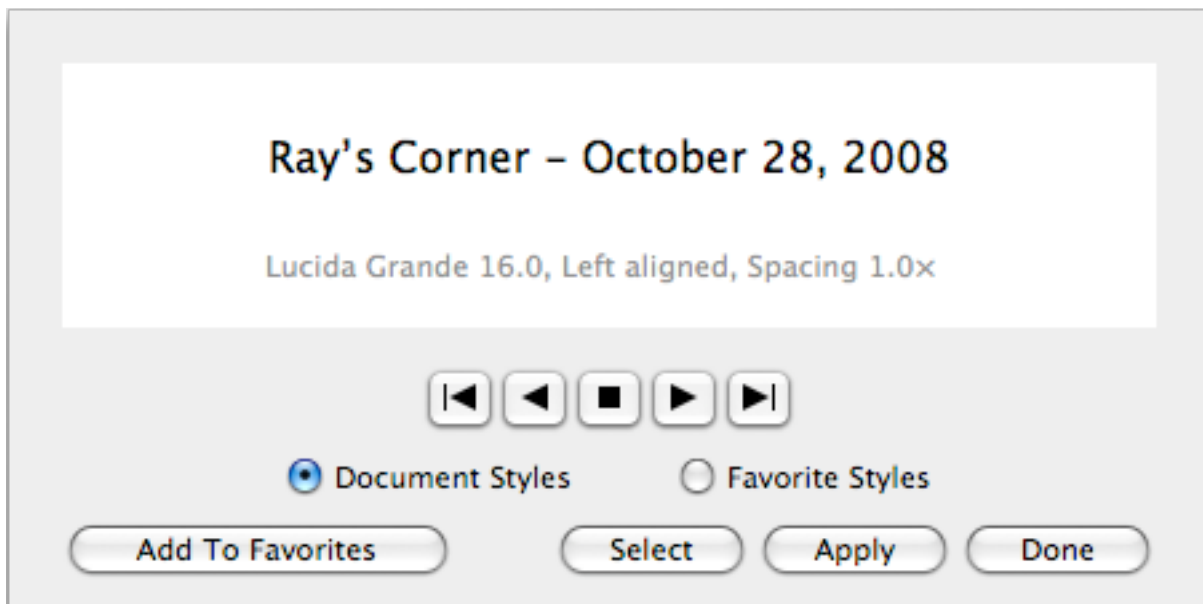 Ray's Corner – October 28, 2008
Lucida Grande 16.0, Left aligned, Spacing 1.0×
Document Styles Favorite Styles
Add To Favorites Select Apply Done